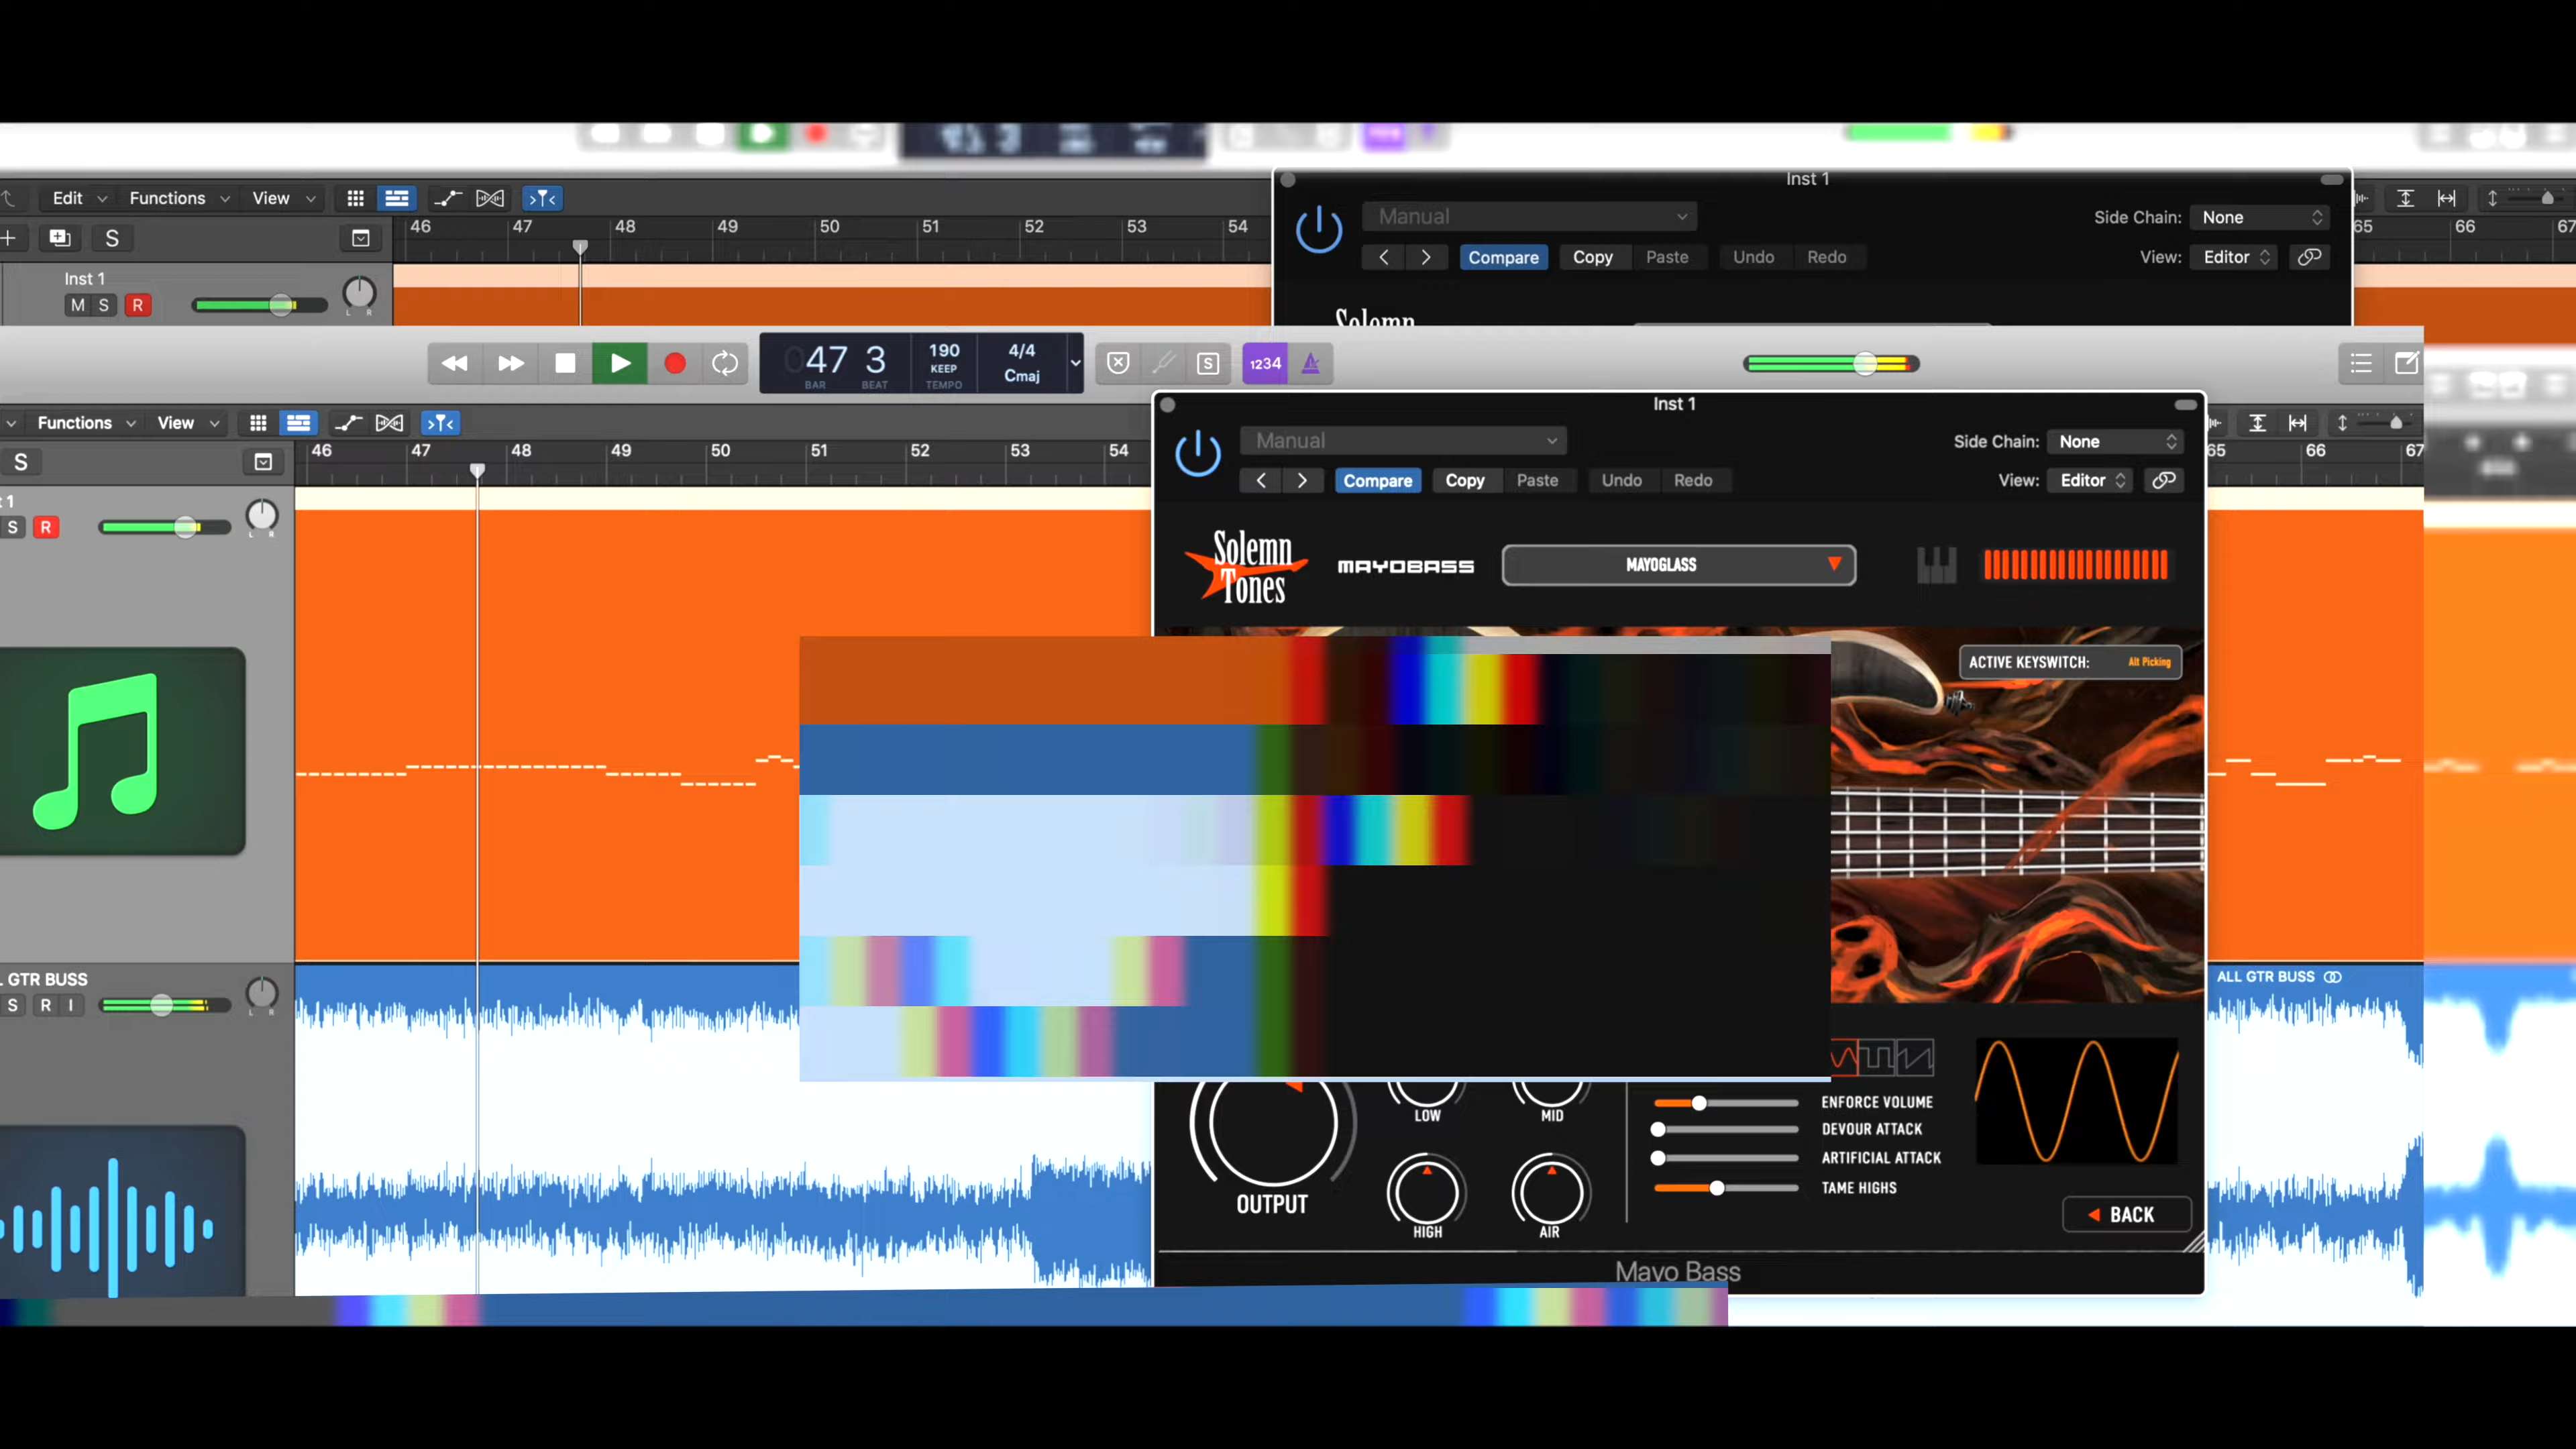 Edit Functions View
46 47 48 49 50 51 52 53 54
S
Inst 1
M S R
L R
Inst 1
Manual
Side Chain: None
Compare Copy Paste Undo Redo
View: Editor
65 66 67
Solemn
47 3
BAR BEAT
190
KEEP
TEMPO
4/4
Cmaj
S
1234
Functions View
46 47 48 49 50 51 52 53 54
S
1
S R
L R
Inst 1
Manual
Side Chain: None
Compare Copy Paste Undo Redo
View: Editor
65 66 67
Solemn
Tones
MAYOBASS
MAYOGLASS
ACTIVE KEYSWITCH: Alt Picking
GTR BUSS
S R I
L R
ALL GTR BUSS
LOW MID
OUTPUT
HIGH AIR
ENFORCE VOLUME
DEVOUR ATTACK
ARTIFICIAL ATTACK
TAME HIGHS
BACK
Mayo Bass